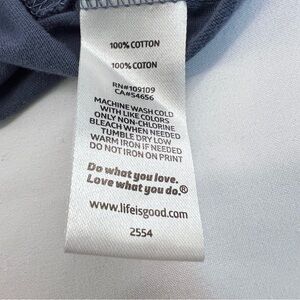 100% COTTON
100% COTON
RN#109109
CA#54656
MACHINE WASH COLD
WITH LIKE COLORS
ONLY NON-CHLORINE
BLEACH WHEN NEEDED
TUMBLE DRY LOW
WARM IRON IF NEEDED
DO NOT IRON ON PRINT
Do what you love.
Love what you do.®
www.lifeisgood.com
2554